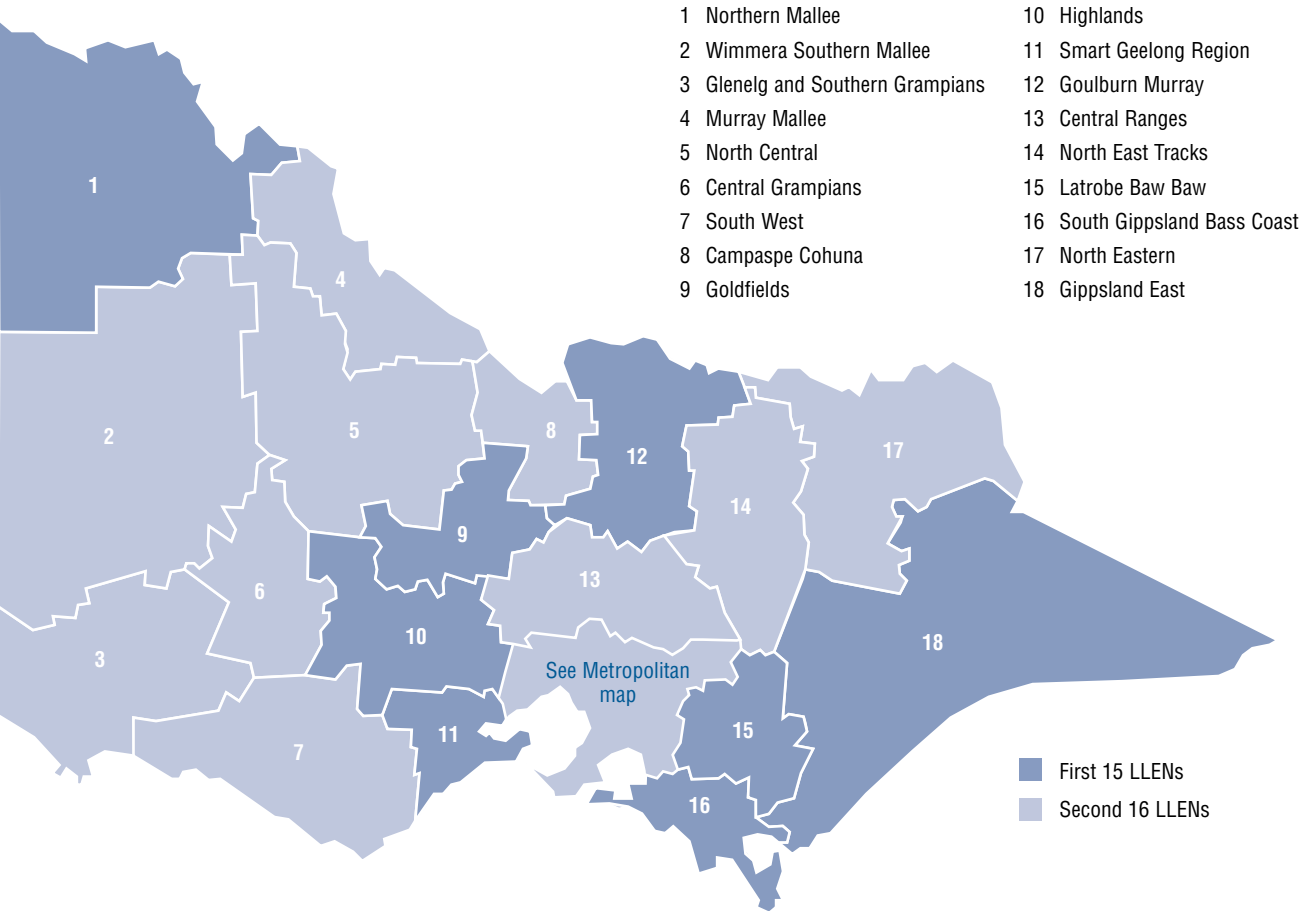 1 Northern Mallee
2 Wimmera Southern Mallee
3 Glenelg and Southern Grampians
4 Murray Mallee
5 North Central
6 Central Grampians
7 South West
8 Campaspe Cohuna
9 Goldfields
10 Highlands
11 Smart Geelong Region
12 Goulburn Murray
13 Central Ranges
14 North East Tracks
15 Latrobe Baw Baw
16 South Gippsland Bass Coast
17 North Eastern
18 Gippsland East
1
4
2
5
8
12
17
14
9
13
6
10
18
3
See Metropolitan
map
15
11
7
16
First 15 LLENs
Second 16 LLENs